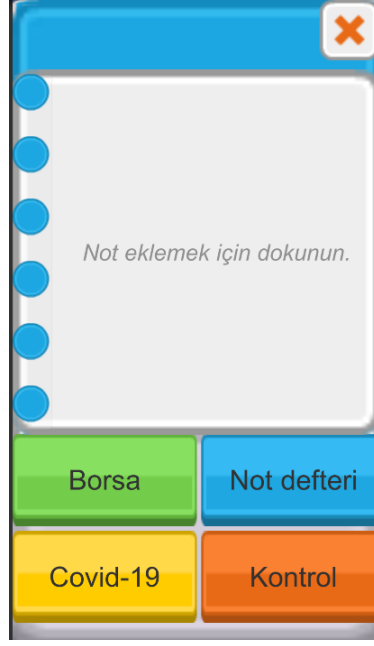 Not eklemek için dokunun.
Borsa
Not defteri
Covid-19
Kontrol